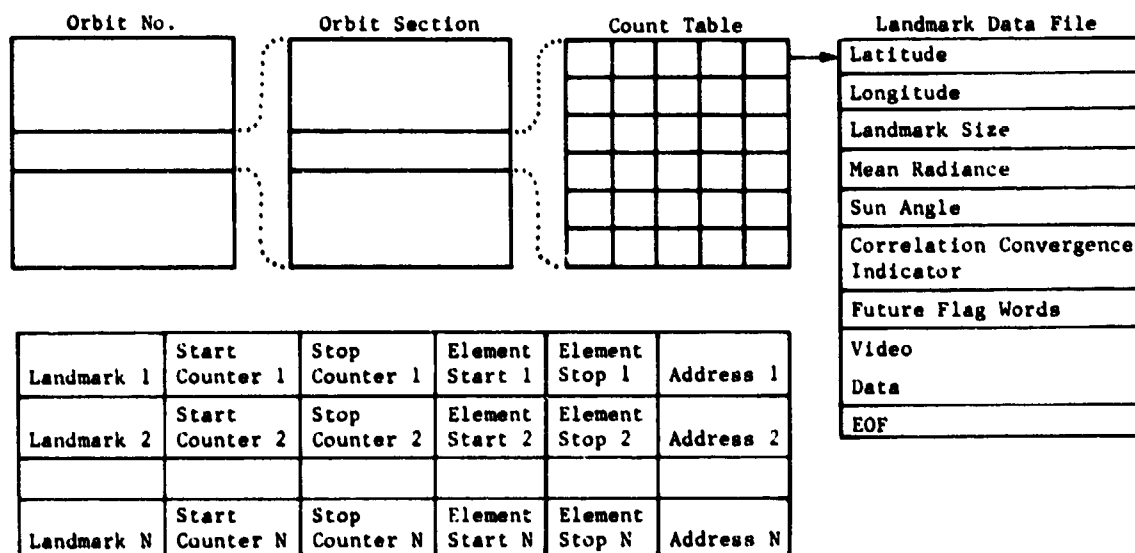 Orbit No.
Orbit Section
Count Table
Landmark Data File
Latitude
Longitude
Landmark Size
Mean Radiance
Sun Angle
Correlation Convergence
Indicator
Future Flag Words
Video
Data
EOF
Landmark 1 Start Counter 1 Stop Counter 1 Element Start 1 Element Stop 1 Address 1
Landmark 2 Start Counter 2 Stop Counter 2 Element Start 2 Element Stop 2 Address 2
Landmark N Start Counter N Stop Counter N Element Start N Element Stop N Address N